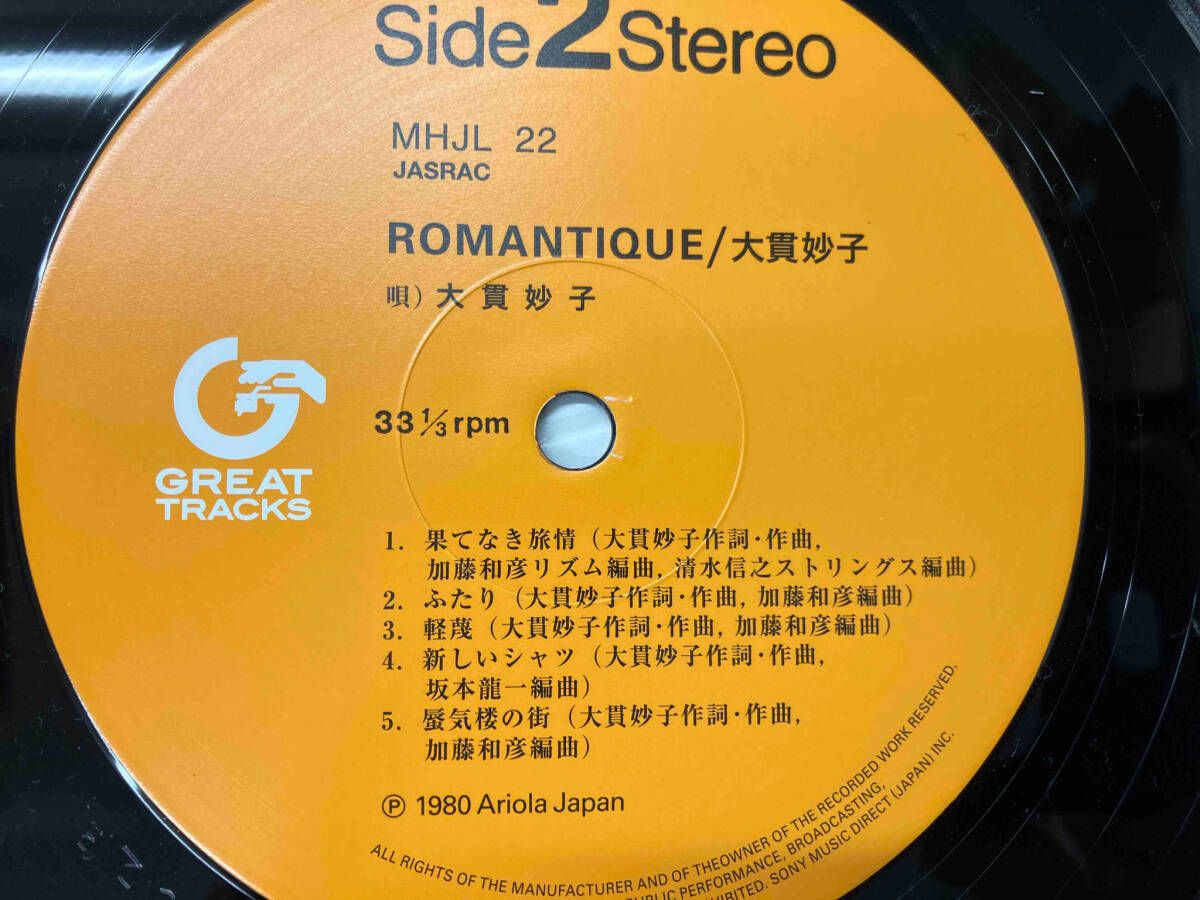 Side 2 Stereo
MHJL 22
JASRAC
ROMANTIQUE/大貫妙子
唄）大貫妙子
GREAT
TRACKS
33 1/3 rpm
1. 果てなき旅情（大貫妙子作詞・作曲,
加藤和彦リズム編曲, 清水信之ストリングス編曲）
2. ふたり（大貫妙子作詞・作曲, 加藤和彦編曲）
3. 軽蔑（大貫妙子作詞・作曲, 加藤和彦編曲）
4. 新しいシャツ（大貫妙子作詞・作曲,
坂本龍一編曲）
5. 蜃気楼の街（大貫妙子作詞・作曲,
加藤和彦編曲）
Ⓟ 1980 Ariola Japan
ALL RIGHTS OF THE MANUFACTURER AND OF THEOWNER OF THE RECORDED WORK RESERVED.
PUBLIC PERFORMANCE, BROADCASTING,
SONY MUSIC DIRECT (JAPAN) INC.